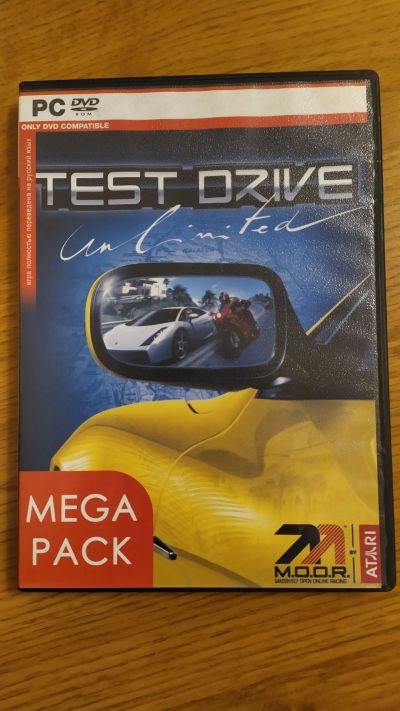 PC DVD
ROM
ONLY DVD COMPATIBLE
игра полностью переведена на русский язык
TEST DRIVE
unlimited
MEGA
PACK
M.O.O.R.
MASSIVELY OPEN ONLINE RACING
BY
ATARI